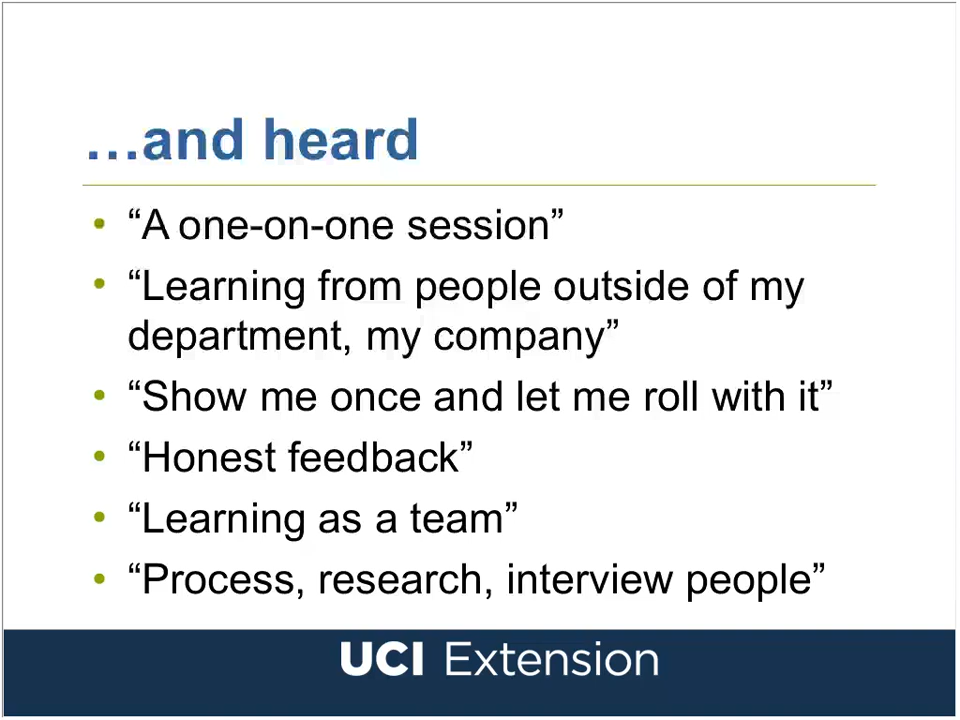 …and heard
• “A one-on-one session”
• “Learning from people outside of my
department, my company”
• “Show me once and let me roll with it”
• “Honest feedback”
• “Learning as a team”
• “Process, research, interview people”
UCI Extension